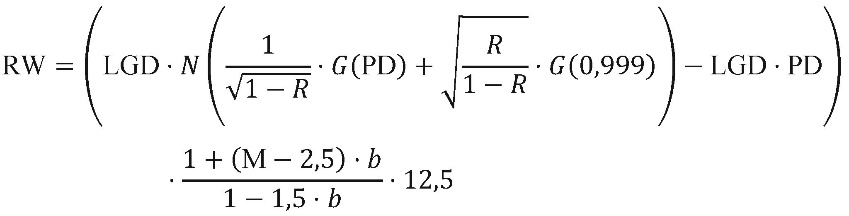 RW = (LGD · N(1/√(1 − R) · G(PD) + √(R/(1 − R)) · G(0,999)) − LGD · PD)
· (1 + (M − 2,5) · b)/(1 − 1,5 · b) · 12,5